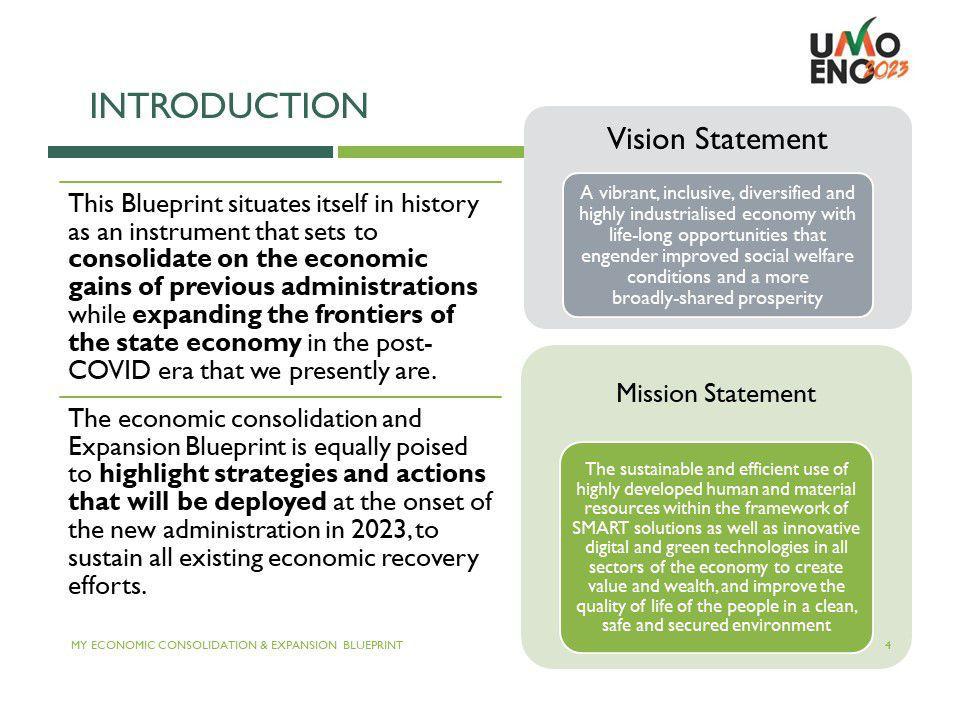 UMO
ENO 2023
INTRODUCTION
This Blueprint situates itself in history
as an instrument that sets to
consolidate on the economic
gains of previous administrations
while expanding the frontiers of
the state economy in the post-
COVID era that we presently are.
The economic consolidation and
Expansion Blueprint is equally poised
to highlight strategies and actions
that will be deployed at the onset of
the new administration in 2023, to
sustain all existing economic recovery
efforts.
Vision Statement
A vibrant, inclusive, diversified and
highly industrialised economy with
life-long opportunities that
engender improved social welfare
conditions and a more
broadly-shared prosperity
Mission Statement
The sustainable and efficient use of
highly developed human and material
resources within the framework of
SMART solutions as well as innovative
digital and green technologies in all
sectors of the economy to create
value and wealth, and improve the
quality of life of the people in a clean,
safe and secured environment
MY ECONOMIC CONSOLIDATION & EXPANSION BLUEPRINT
4